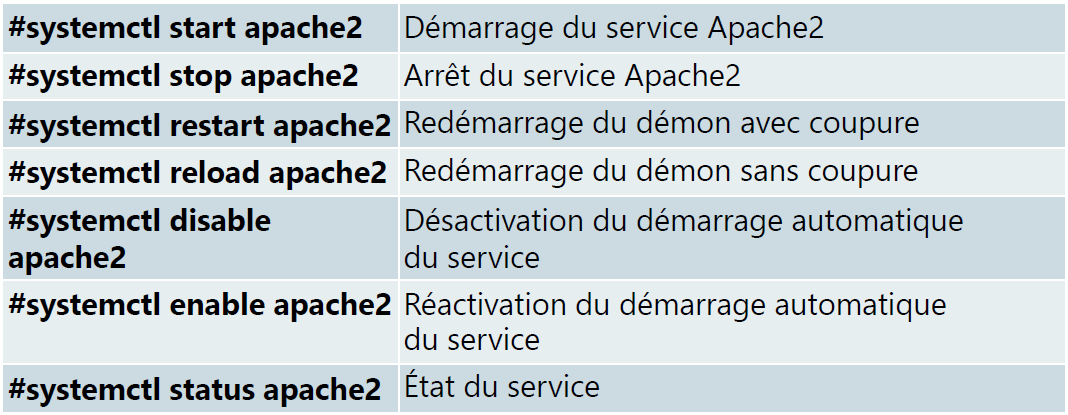 #systemctl start apache2 Démarrage du service Apache2
#systemctl stop apache2 Arrêt du service Apache2
#systemctl restart apache2 Redémarrage du démon avec coupure
#systemctl reload apache2 Redémarrage du démon sans coupure
#systemctl disable
apache2
Désactivation du démarrage automatique
du service
#systemctl enable apache2 Réactivation du démarrage automatique
du service
#systemctl status apache2 État du service